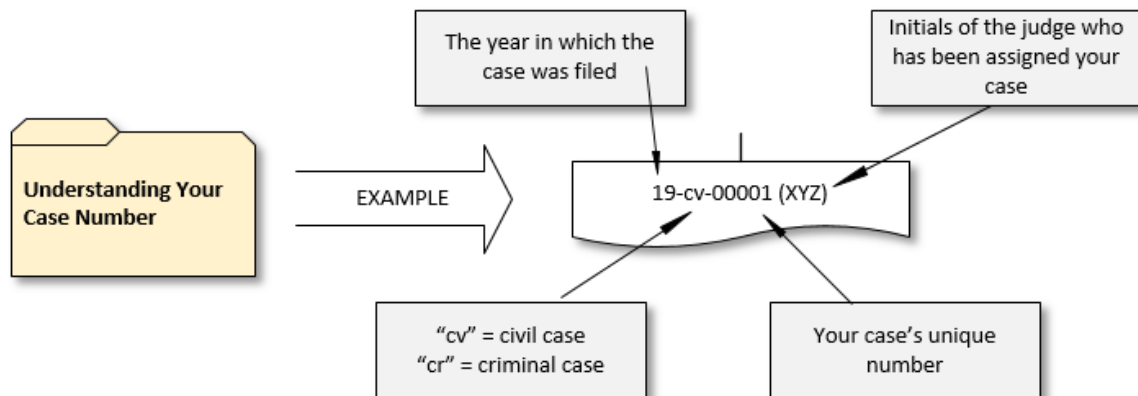 The year in which the
case was filed
Initials of the judge who
has been assigned your
case
Understanding Your
Case Number
EXAMPLE
19-cv-00001 (XYZ)
“cv” = civil case
“cr” = criminal case
Your case’s unique
number